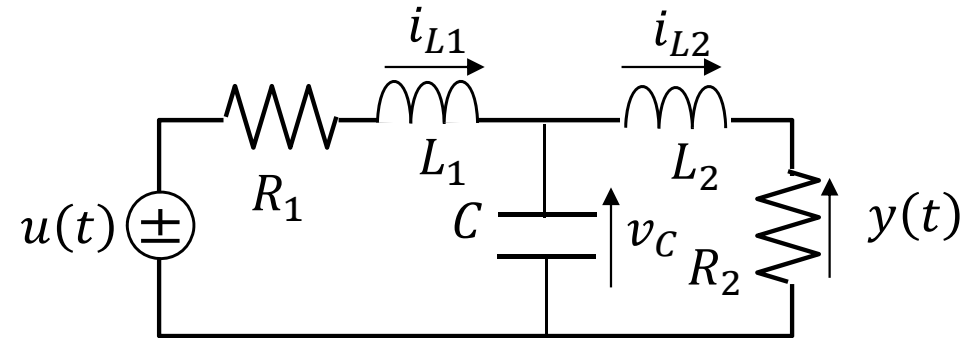 i_{L1}
i_{L2}
R_1
L_1
L_2
u(t)
±
C
v_C
R_2
y(t)